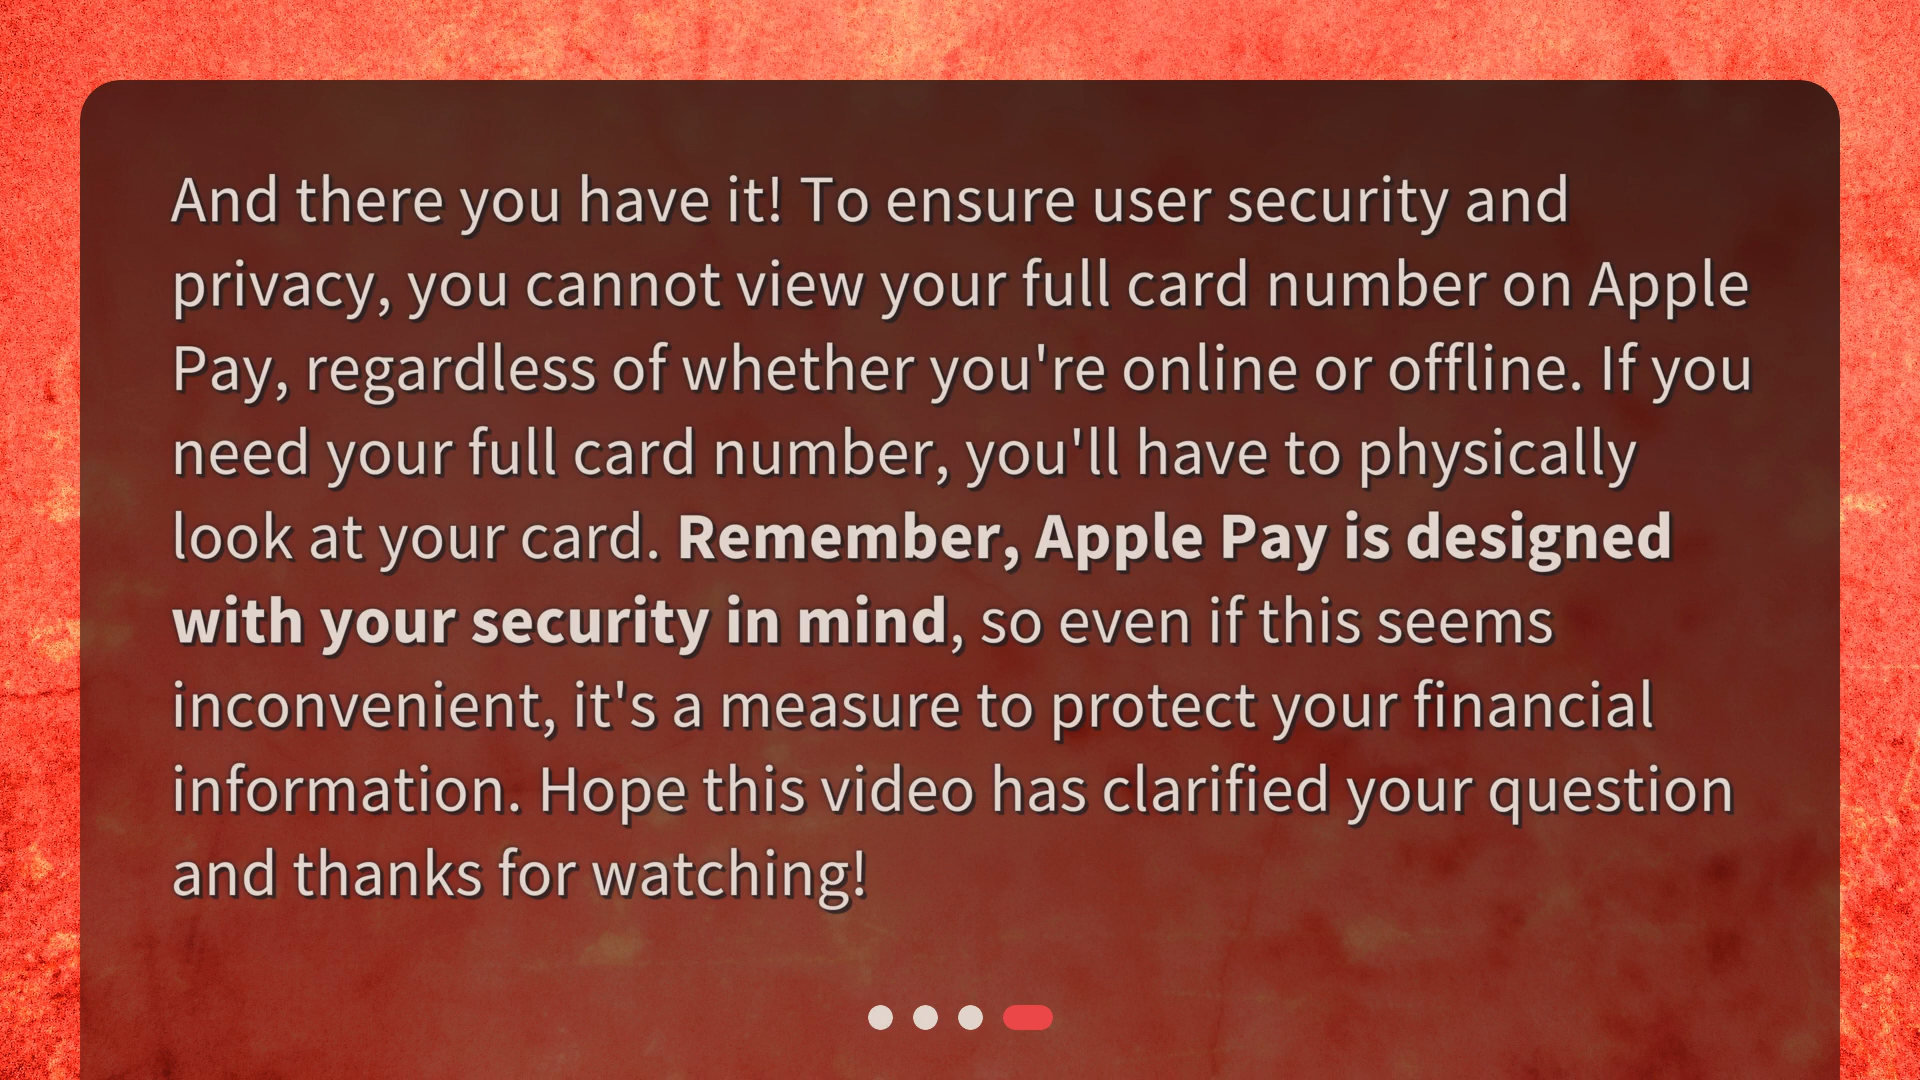 And there you have it! To ensure user security and
privacy, you cannot view your full card number on Apple
Pay, regardless of whether you're online or offline. If you
need your full card number, you'll have to physically
look at your card. Remember, Apple Pay is designed
with your security in mind, so even if this seems
inconvenient, it's a measure to protect your financial
information. Hope this video has clarified your question
and thanks for watching!